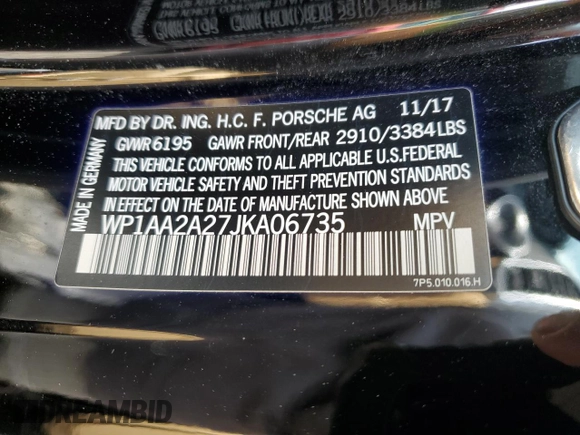 MFD BY DR. ING. H.C. F. PORSCHE AG 11/17
GVWR 6195 GAWR FRONT/REAR 2910/3384LBS
THIS VEHICLE CONFORMS TO ALL APPLICABLE U.S.FEDERAL
MOTOR VEHICLE SAFETY AND THEFT PREVENTION STANDARDS
IN EFFECT ON THE DATE OF MANUFACTURE SHOWN ABOVE.
WP1AA2A27JKA06735 MPV
7P5.010.016.H
MADE IN GERMANY
DREAMBID